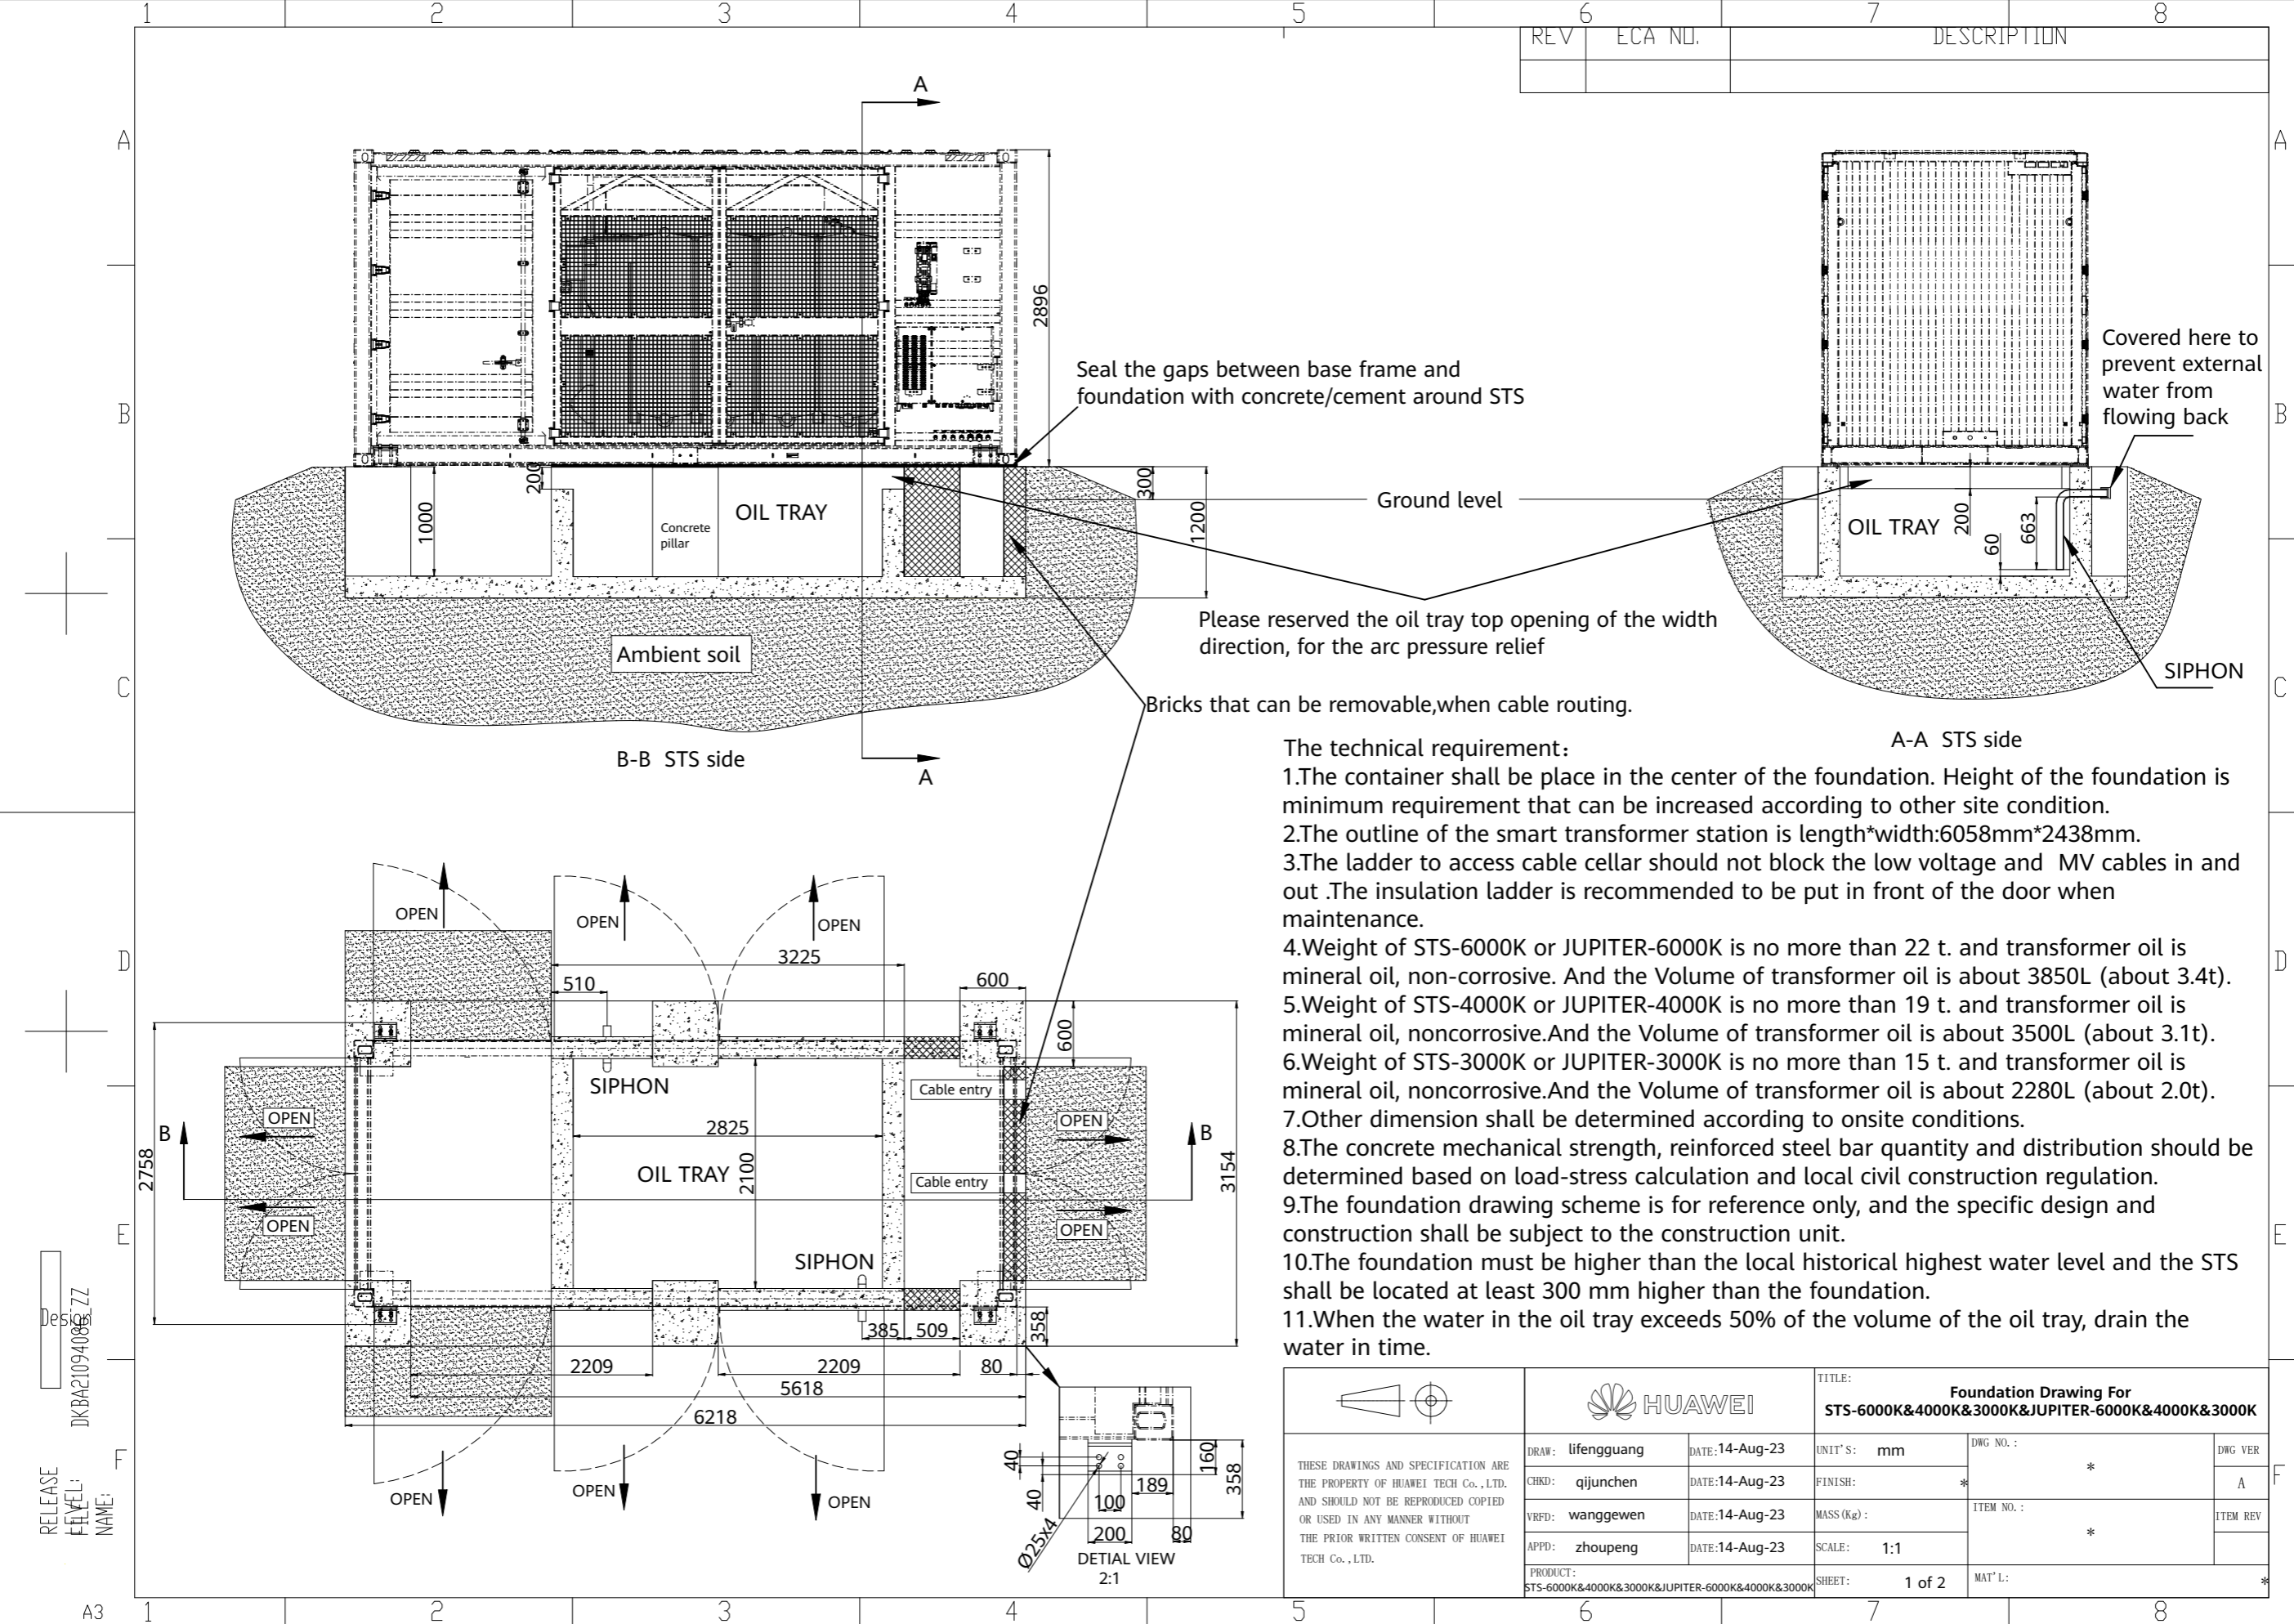 1 2 3 4 5 6 7 8
REV ECA NO. DESCRIPTION
A
A A
2896
Covered here to
prevent external
water from
flowing back
Seal the gaps between base frame and
foundation with concrete/cement around STS
B B
200
300
1000
Concrete
pillar
OIL TRAY
Ground level
1200
OIL TRAY
200
663
60
Please reserved the oil tray top opening of the width
direction, for the arc pressure relief
Ambient soil
SIPHON
C C
Bricks that can be removable,when cable routing.
B-B STS side
A
A-A STS side
The technical requirement：
1.The container shall be place in the center of the foundation. Height of the foundation is
minimum requirement that can be increased according to other site condition.
2.The outline of the smart transformer station is length*width:6058mm*2438mm.
3.The ladder to access cable cellar should not block the low voltage and MV cables in and
out .The insulation ladder is recommended to be put in front of the door when
maintenance.
4.Weight of STS-6000K or JUPITER-6000K is no more than 22 t. and transformer oil is
mineral oil, non-corrosive. And the Volume of transformer oil is about 3850L (about 3.4t).
5.Weight of STS-4000K or JUPITER-4000K is no more than 19 t. and transformer oil is
mineral oil, noncorrosive.And the Volume of transformer oil is about 3500L (about 3.1t).
6.Weight of STS-3000K or JUPITER-3000K is no more than 15 t. and transformer oil is
mineral oil, noncorrosive.And the Volume of transformer oil is about 2280L (about 2.0t).
7.Other dimension shall be determined according to onsite conditions.
8.The concrete mechanical strength, reinforced steel bar quantity and distribution should be
determined based on load-stress calculation and local civil construction regulation.
9.The foundation drawing scheme is for reference only, and the specific design and
construction shall be subject to the construction unit.
10.The foundation must be higher than the local historical highest water level and the STS
shall be located at least 300 mm higher than the foundation.
11.When the water in the oil tray exceeds 50% of the volume of the oil tray, drain the
water in time.
OPEN OPEN OPEN
D D
3225
510 600
600
SIPHON
Cable entry
OPEN OPEN
B 2825 B
2758
OIL TRAY 2100
Cable entry
3154
OPEN OPEN
E E
SIPHON
385 509 358
2209 2209 80
5618
6218
OPEN OPEN OPEN
40
40
160
358
189
100
200 80
Ø25x4
DETIAL VIEW
2:1
Design
DKBA21094086_ZZ
F F
RELEASE
LEVEL:
FILE
NAME:
HUAWEI
TITLE:
Foundation Drawing For
STS-6000K&4000K&3000K&JUPITER-6000K&4000K&3000K
THESE DRAWINGS AND SPECIFICATION ARE
THE PROPERTY OF HUAWEI TECH Co.,LTD.
AND SHOULD NOT BE REPRODUCED COPIED
OR USED IN ANY MANNER WITHOUT
THE PRIOR WRITTEN CONSENT OF HUAWEI
TECH Co.,LTD.
DRAW: lifengguang DATE:14-Aug-23 UNIT'S: mm DWG NO.: * DWG VER
CHKD: qijunchen DATE:14-Aug-23 FINISH: * A
VRFD: wanggewen DATE:14-Aug-23 MASS(Kg): ITEM NO.: * ITEM REV
APPD: zhoupeng DATE:14-Aug-23 SCALE: 1:1
PRODUCT:
STS-6000K&4000K&3000K&JUPITER-6000K&4000K&3000K SHEET: 1 of 2 MAT'L: *
A3 1 2 3 4 5 6 7 8